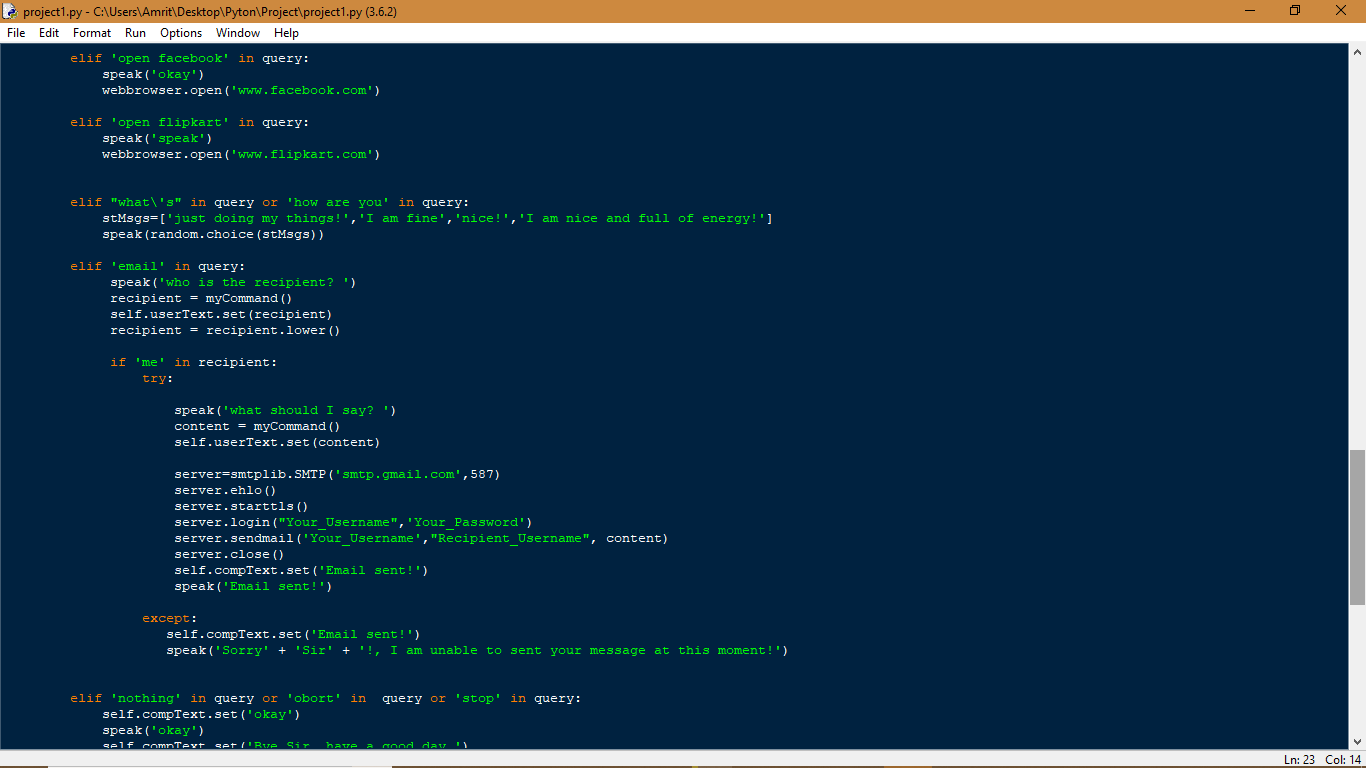 project1.py - C:\Users\Amrit\Desktop\Pyton\Project\project1.py (3.6.2)
File Edit Format Run Options Window Help
elif 'open facebook' in query:
    speak('okay')
    webbrowser.open('www.facebook.com')

elif 'open flipkart' in query:
    speak('speak')
    webbrowser.open('www.flipkart.com')


elif "what\'s" in query or 'how are you' in query:
    stMsgs=['just doing my things!','I am fine','nice!','I am nice and full of energy!']
    speak(random.choice(stMsgs))

elif 'email' in query:
     speak('who is the recipient? ')
     recipient = myCommand()
     self.userText.set(recipient)
     recipient = recipient.lower()

     if 'me' in recipient:
         try:

             speak('what should I say? ')
             content = myCommand()
             self.userText.set(content)

             server=smtplib.SMTP('smtp.gmail.com',587)
             server.ehlo()
             server.starttls()
             server.login("Your_Username",'Your_Password')
             server.sendmail('Your_Username',"Recipient_Username", content)
             server.close()
             self.compText.set('Email sent!')
             speak('Email sent!')

         except:
            self.compText.set('Email sent!')
            speak('Sorry' + 'Sir' + '!, I am unable to sent your message at this moment!')


elif 'nothing' in query or 'obort' in  query or 'stop' in query:
    self.compText.set('okay')
    speak('okay')
    self.compText.set('Bye Sir, have a good day.')
Ln: 23 Col: 14